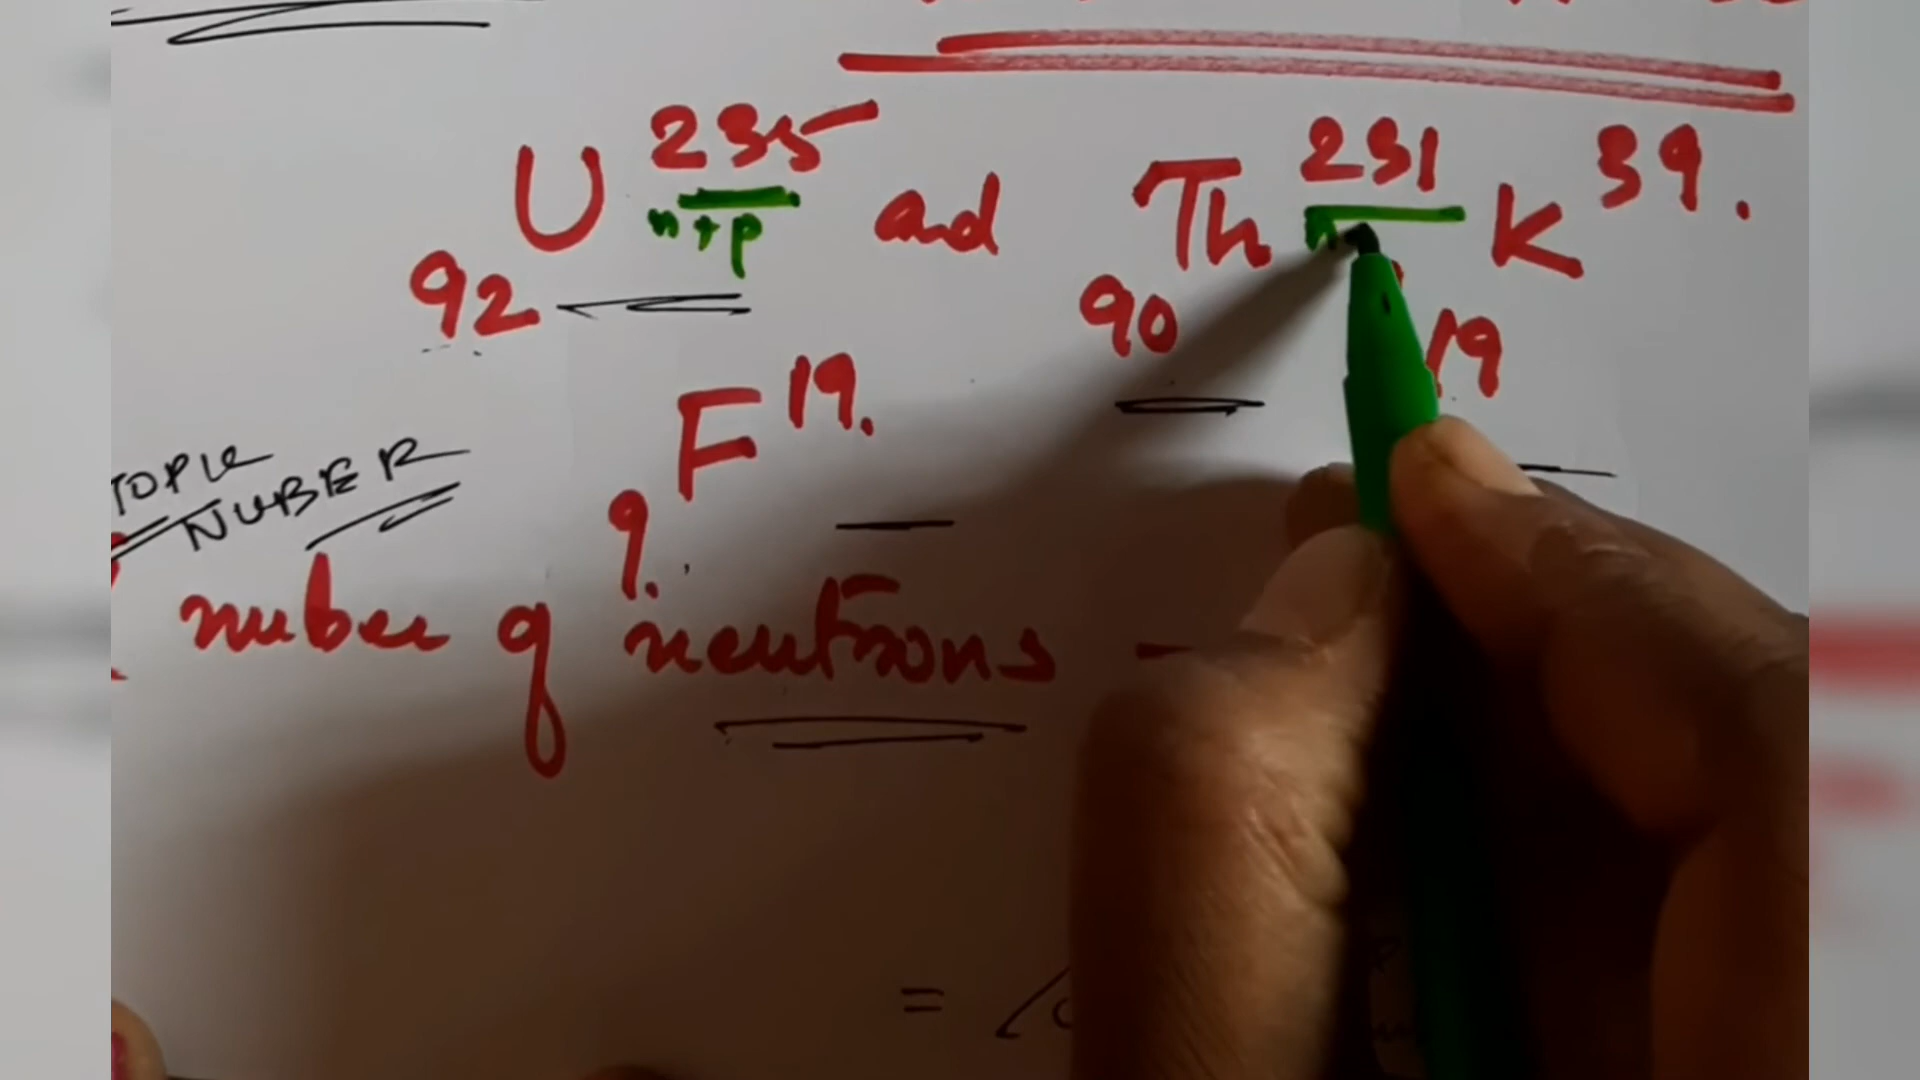 U 235 and Th 231 K 39.
n+p n
92 90 19
F 19.
9.
TOPIC
NUBER
nuber of neutrons -
=